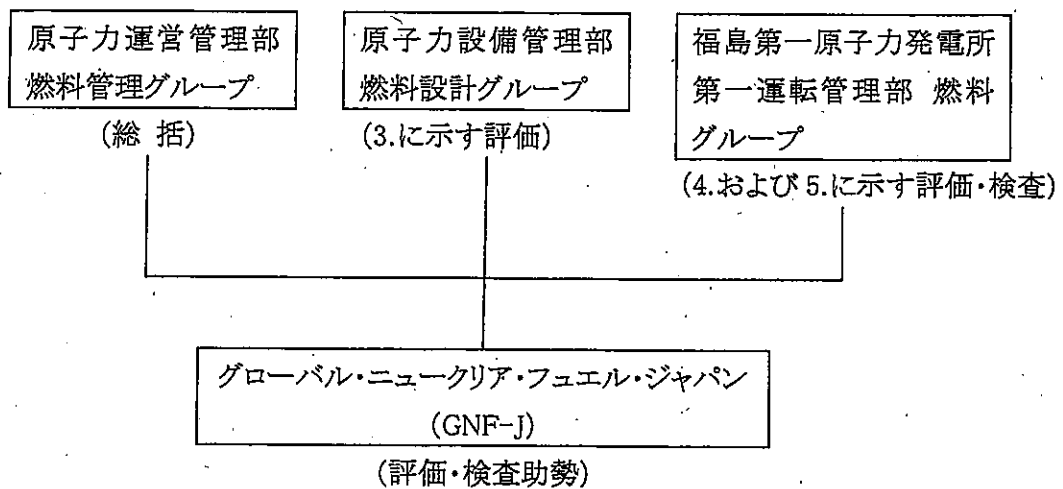 原子力運営管理部
燃料管理グループ
(総 括)
原子力設備管理部
燃料設計グループ
(3.に示す評価)
福島第一原子力発電所
第一運転管理部 燃料
グループ
(4.および5.に示す評価・検査)
グローバル・ニュークリア・フュエル・ジャパン
(GNF-J)
(評価・検査助勢)